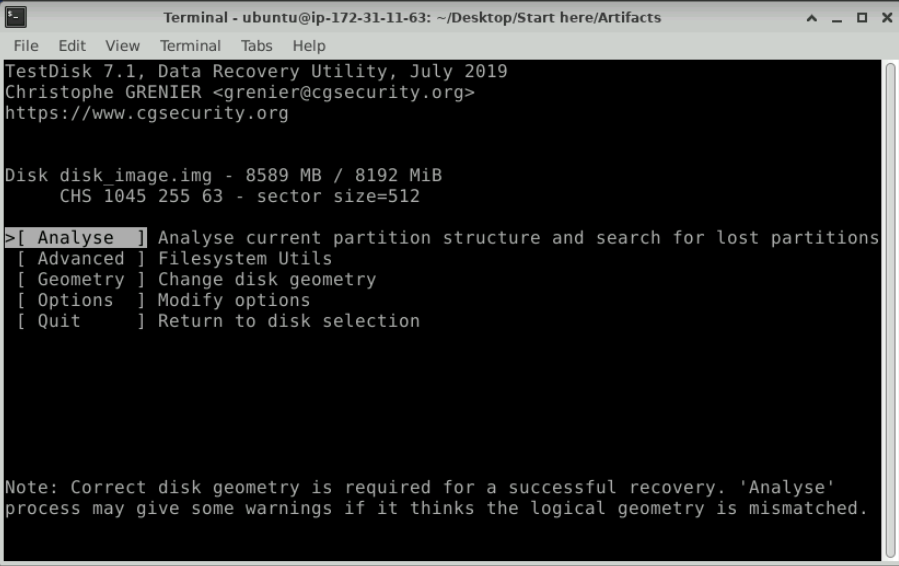 Terminal - ubuntu@ip-172-31-11-63: ~/Desktop/Start here/Artifacts
File Edit View Terminal Tabs Help
TestDisk 7.1, Data Recovery Utility, July 2019
Christophe GRENIER <grenier@cgsecurity.org>
https://www.cgsecurity.org
Disk disk_image.img - 8589 MB / 8192 MiB
CHS 1045 255 63 - sector size=512
>[ Analyse  ] Analyse current partition structure and search for lost partitions
[ Advanced ] Filesystem Utils
[ Geometry ] Change disk geometry
[ Options  ] Modify options
[ Quit     ] Return to disk selection
Note: Correct disk geometry is required for a successful recovery. 'Analyse'
process may give some warnings if it thinks the logical geometry is mismatched.